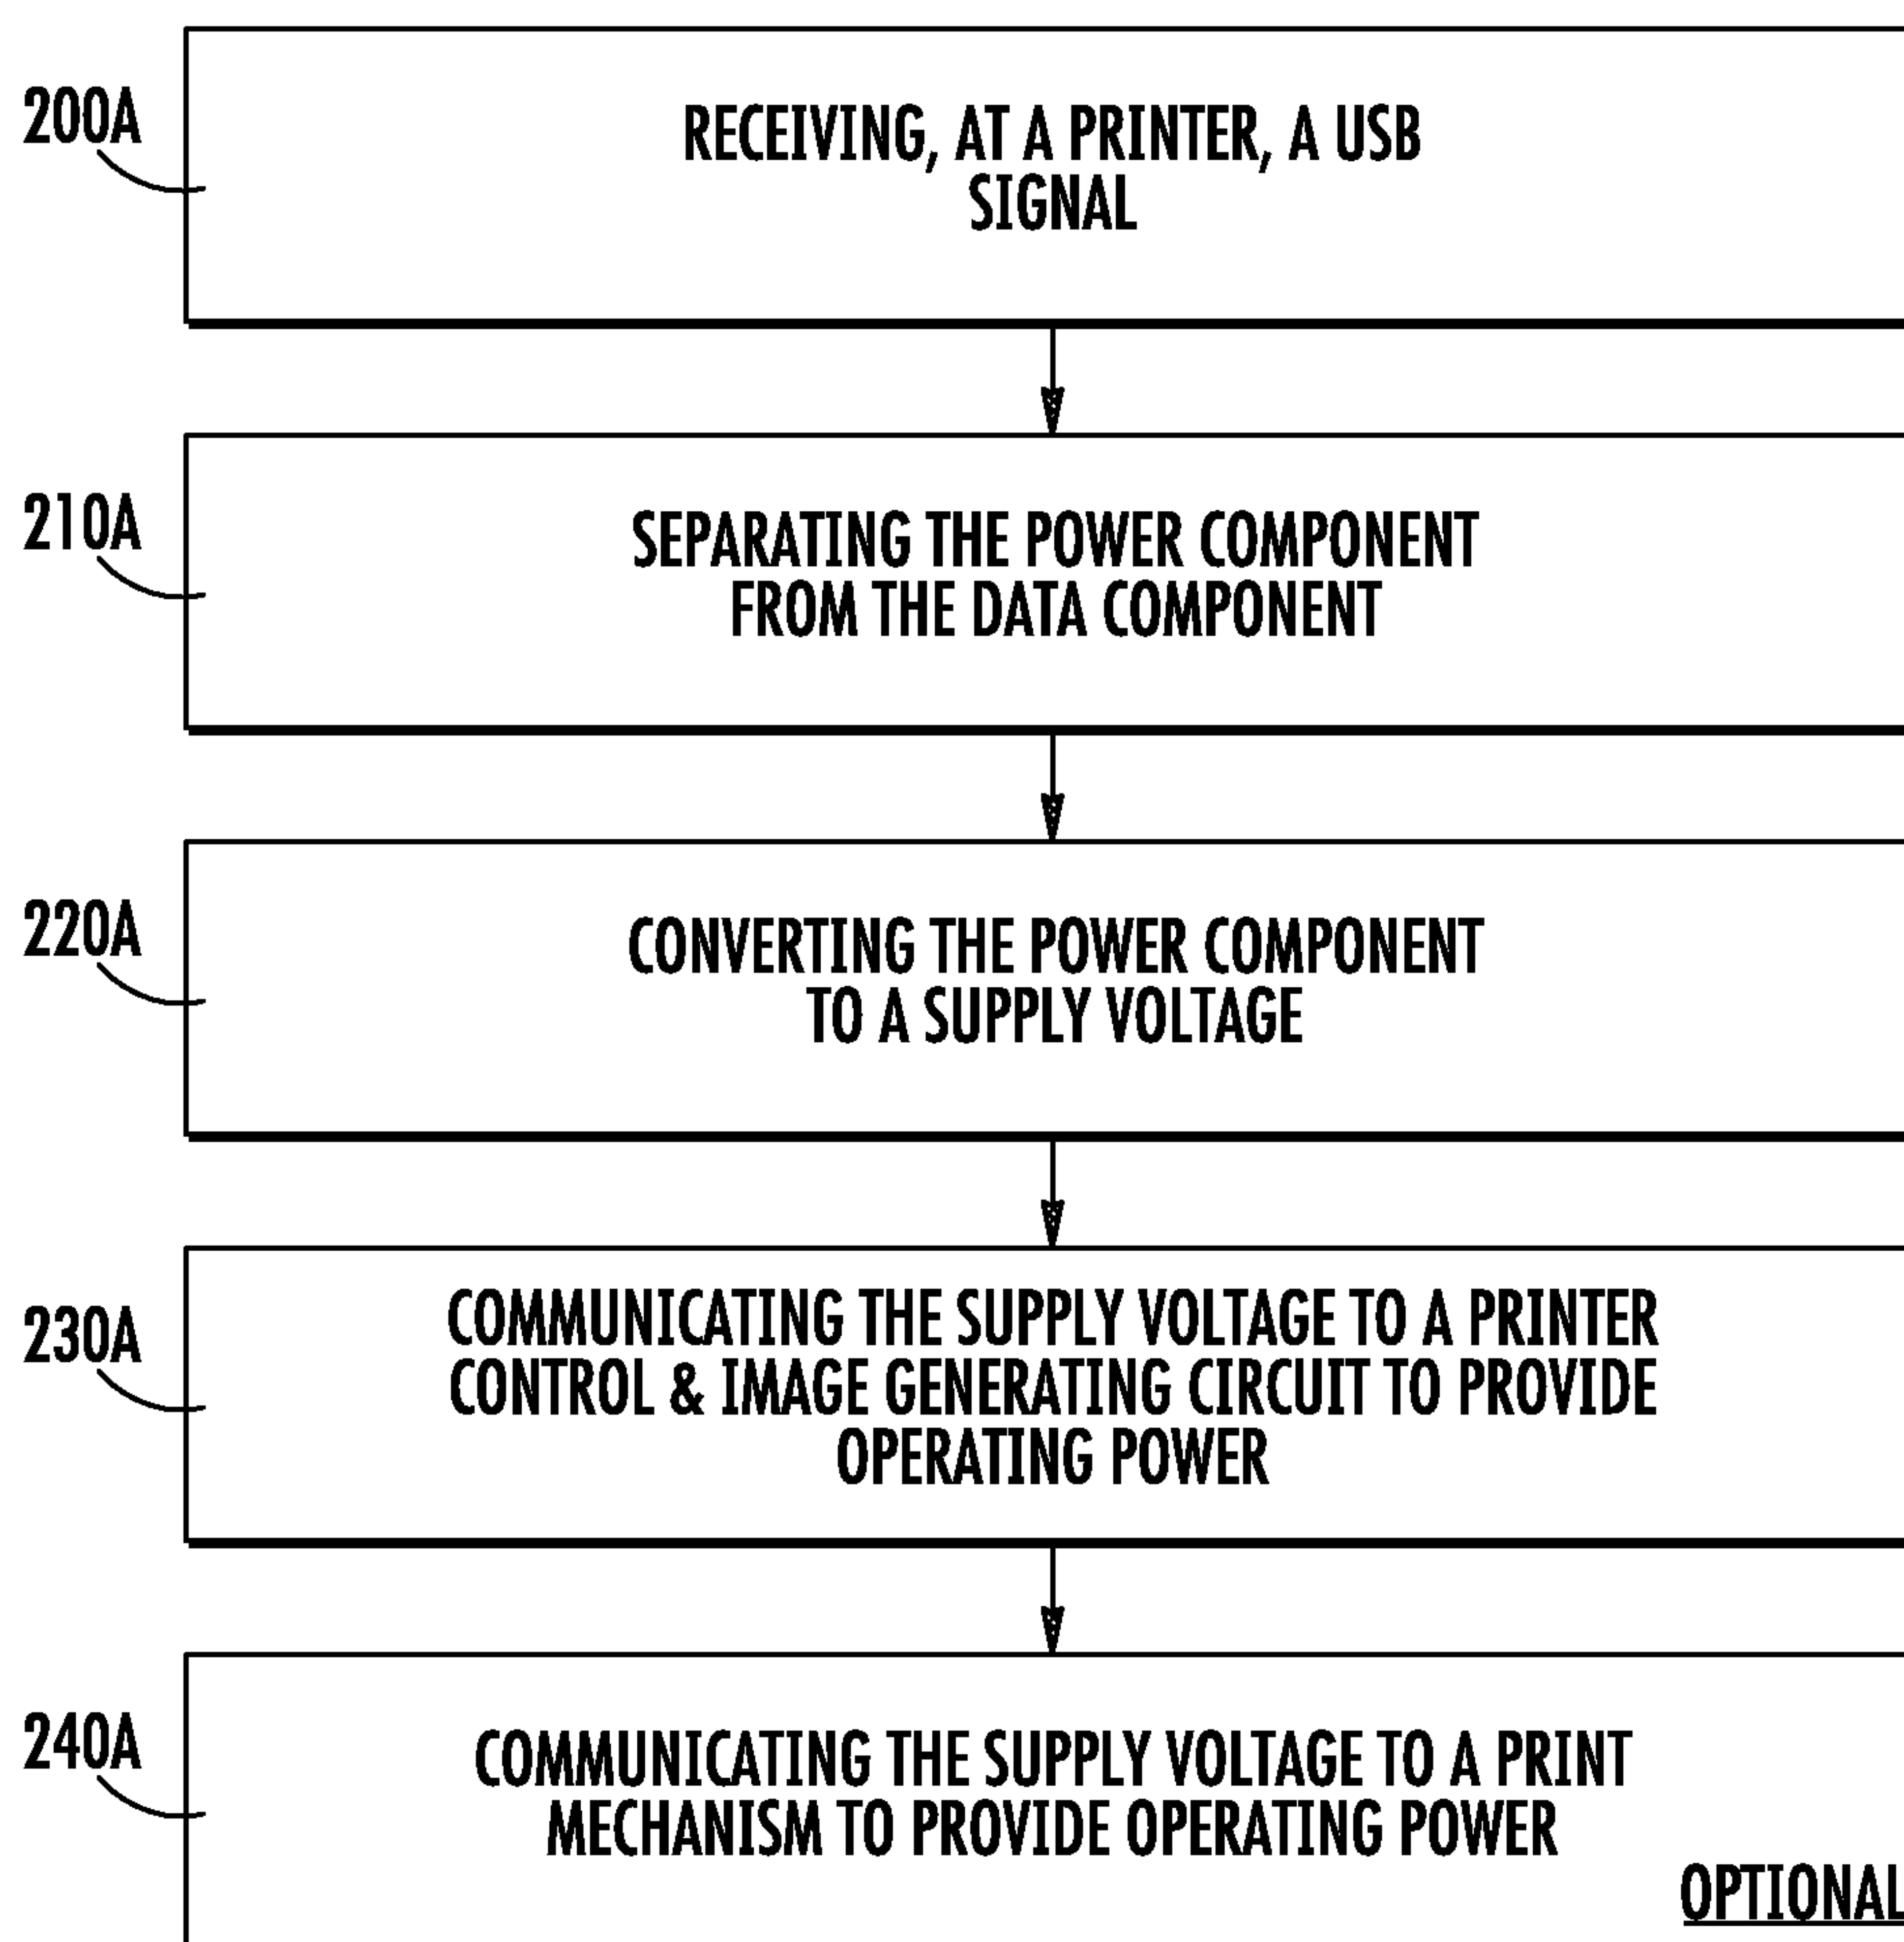 200A
RECEIVING, AT A PRINTER, A USB
SIGNAL
210A
SEPARATING THE POWER COMPONENT
FROM THE DATA COMPONENT
220A
CONVERTING THE POWER COMPONENT
TO A SUPPLY VOLTAGE
230A
COMMUNICATING THE SUPPLY VOLTAGE TO A PRINTER
CONTROL & IMAGE GENERATING CIRCUIT TO PROVIDE
OPERATING POWER
240A
COMMUNICATING THE SUPPLY VOLTAGE TO A PRINT
MECHANISM TO PROVIDE OPERATING POWER
OPTIONAL